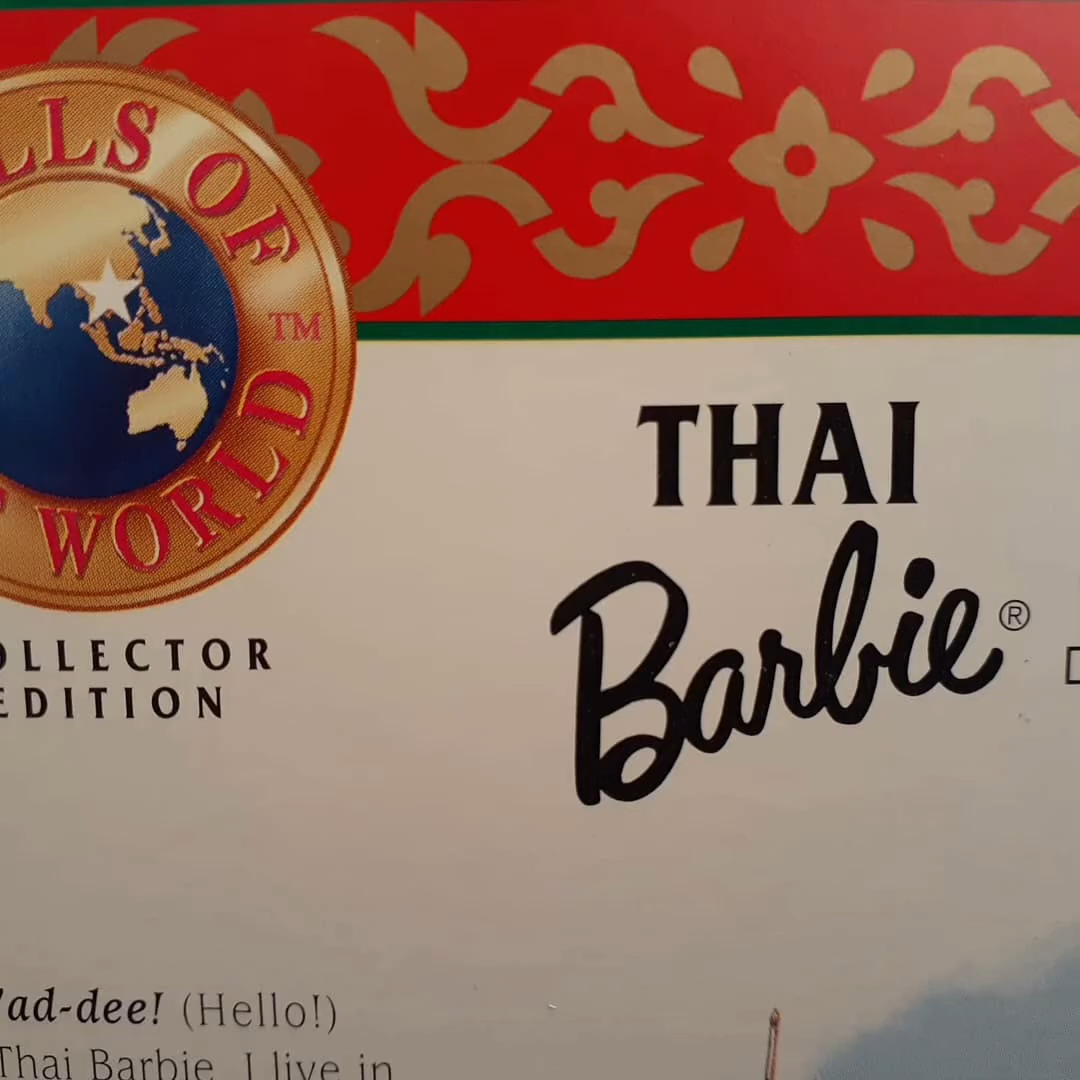 LLS OF
WORLD
TM
OLLECTOR
EDITION
THAI
Barbie®
'ad-dee! (Hello!)
Thai Barbie. I live in